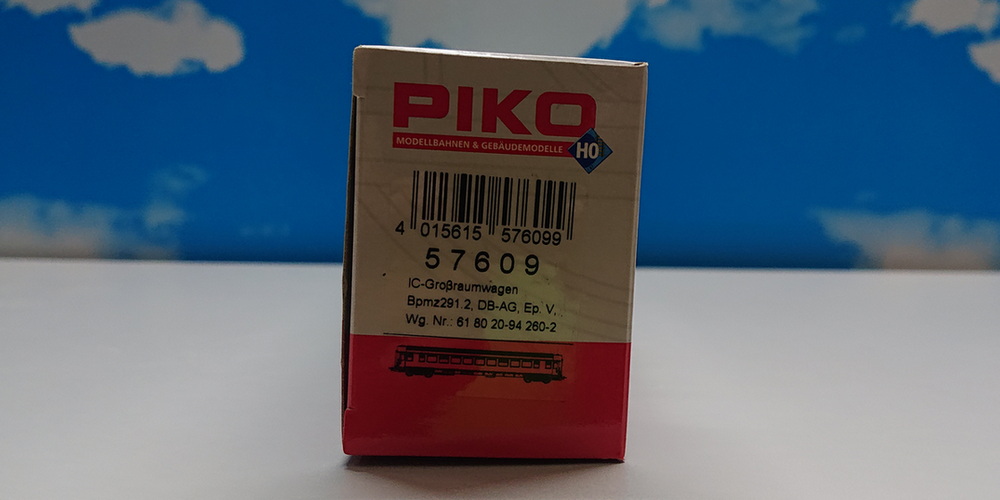 PIKO
MODELLBAHNEN & GEBÄUDEMODELLE
H0
4 015615 576099
57609
IC-Großraumwagen
Bpmz291.2, DB-AG, Ep. V,
Wg. Nr.: 61 80 20-94 260-2